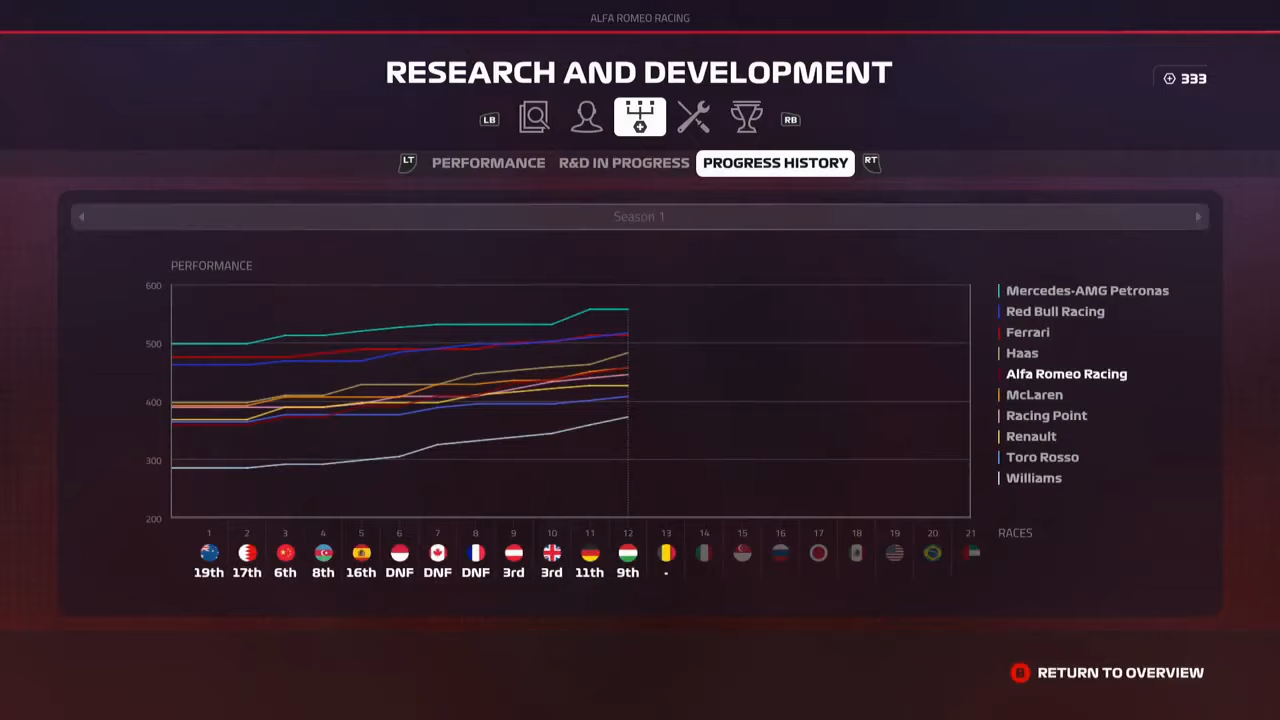 ALFA ROMEO RACING
RESEARCH AND DEVELOPMENT
333
LB RB
LT PERFORMANCE R&D IN PROGRESS PROGRESS HISTORY RT
Season 1
PERFORMANCE
600
500
400
300
200
Mercedes-AMG Petronas
Red Bull Racing
Ferrari
Haas
Alfa Romeo Racing
McLaren
Racing Point
Renault
Toro Rosso
Williams
1 2 3 4 5 6 7 8 9 10 11 12 13 14 15 16 17 18 19 20 21 RACES
19th 17th 6th 8th 16th DNF DNF DNF 3rd 3rd 11th 9th -
B RETURN TO OVERVIEW